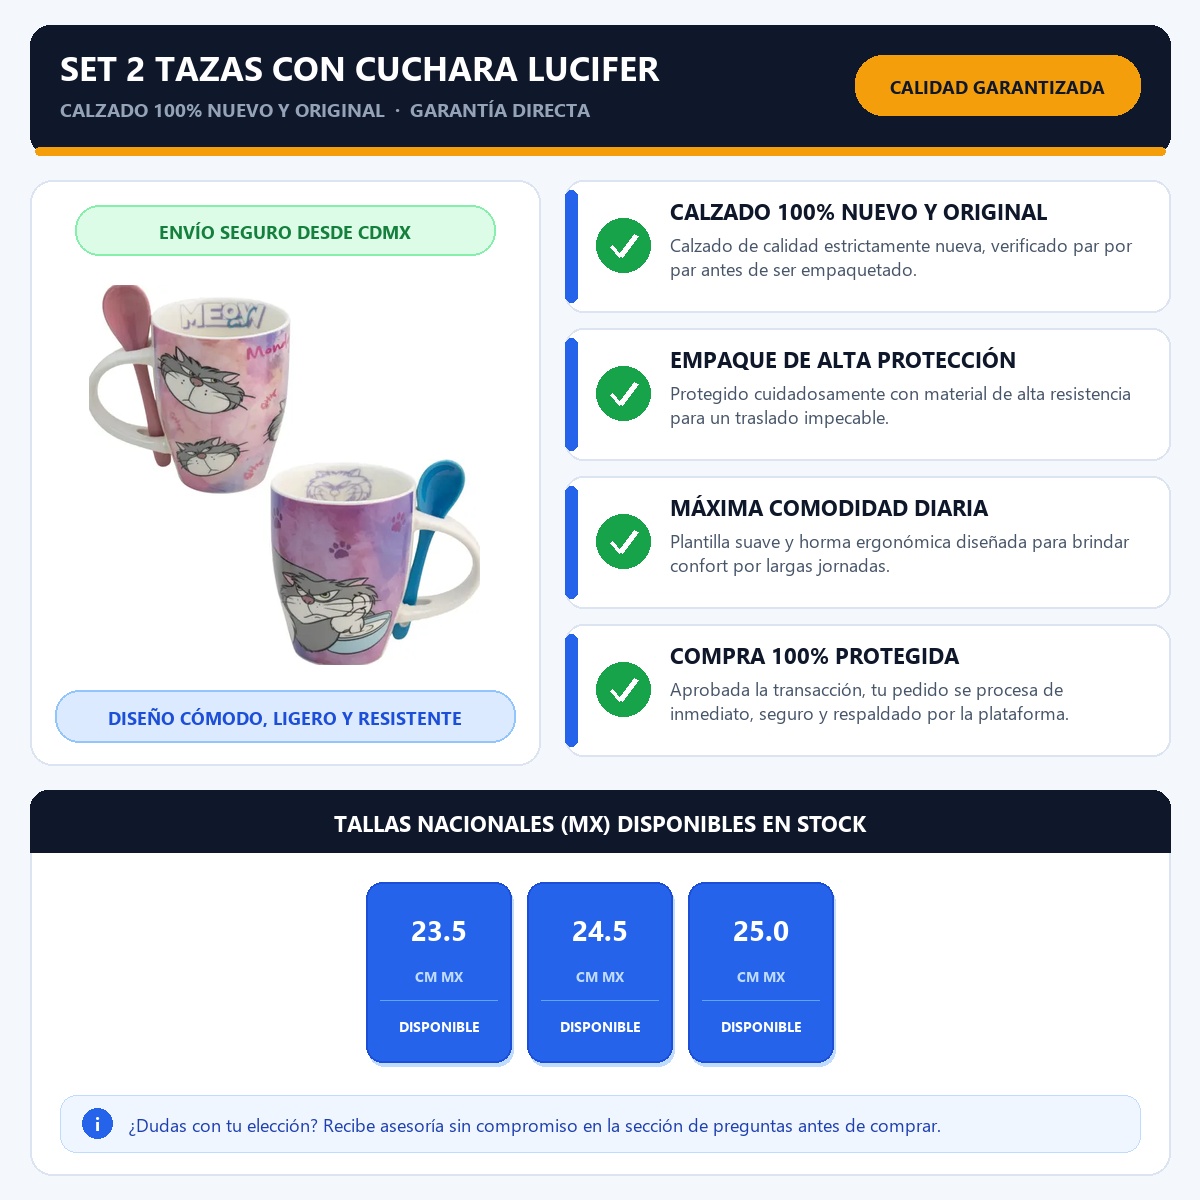 SET 2 TAZAS CON CUCHARA LUCIFER
CALZADO 100% NUEVO Y ORIGINAL · GARANTÍA DIRECTA
CALIDAD GARANTIZADA
ENVÍO SEGURO DESDE CDMX
MEOW
DISEÑO CÓMODO, LIGERO Y RESISTENTE
CALZADO 100% NUEVO Y ORIGINAL
Calzado de calidad estrictamente nueva, verificado par por
par antes de ser empaquetado.
EMPAQUE DE ALTA PROTECCIÓN
Protegido cuidadosamente con material de alta resistencia
para un traslado impecable.
MÁXIMA COMODIDAD DIARIA
Plantilla suave y horma ergonómica diseñada para brindar
confort por largas jornadas.
COMPRA 100% PROTEGIDA
Aprobada la transacción, tu pedido se procesa de
inmediato, seguro y respaldado por la plataforma.
TALLAS NACIONALES (MX) DISPONIBLES EN STOCK
23.5
CM MX
DISPONIBLE
24.5
CM MX
DISPONIBLE
25.0
CM MX
DISPONIBLE
¿Dudas con tu elección? Recibe asesoría sin compromiso en la sección de preguntas antes de comprar.